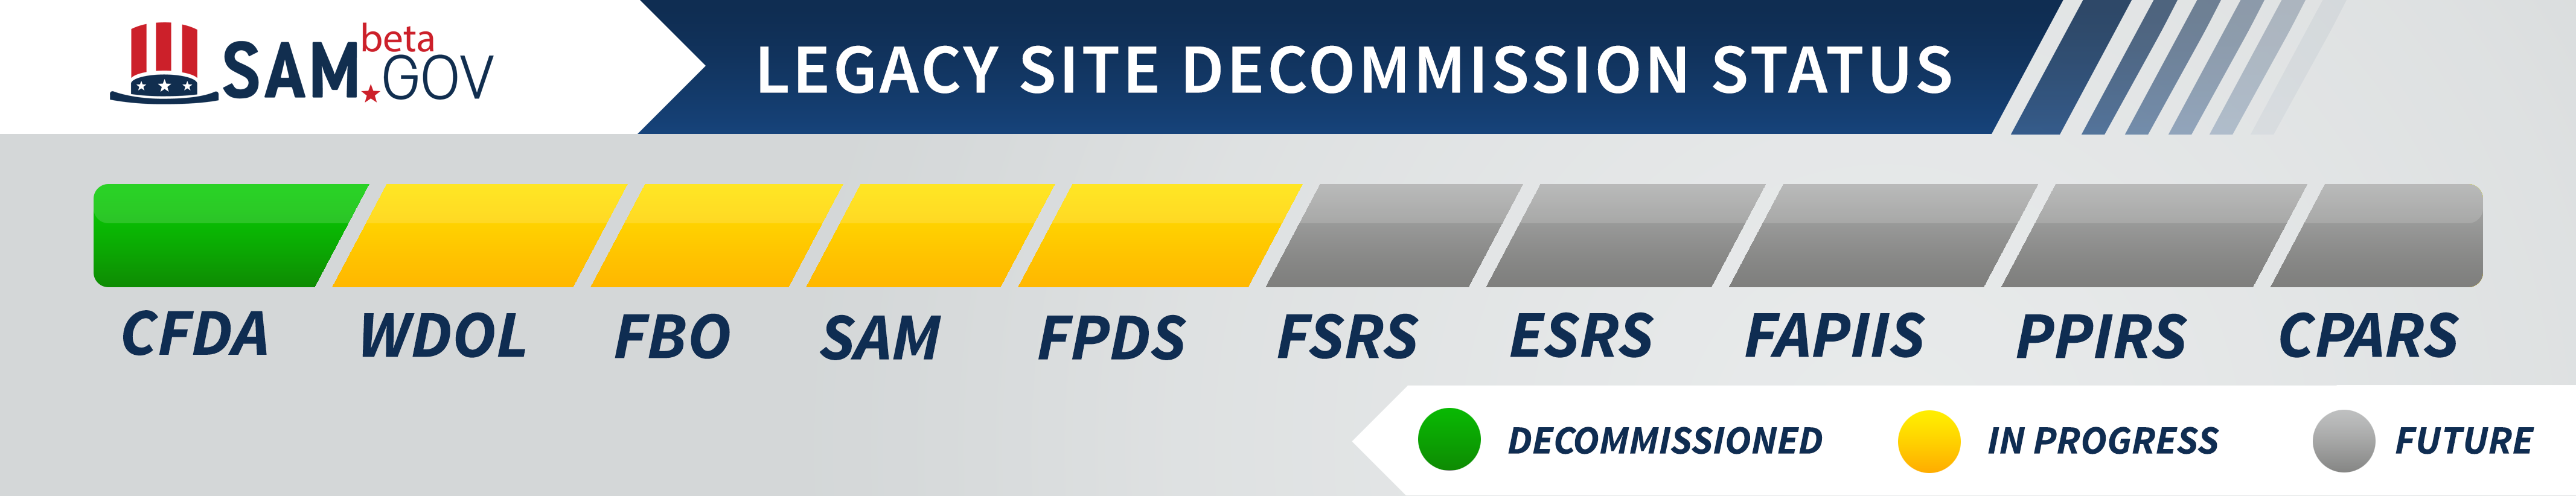 beta
SAM.GOV
LEGACY SITE DECOMMISSION STATUS
CFDA WDOL FBO SAM FPDS FSRS ESRS FAPIIS PPIRS CPARS
DECOMMISSIONED IN PROGRESS FUTURE